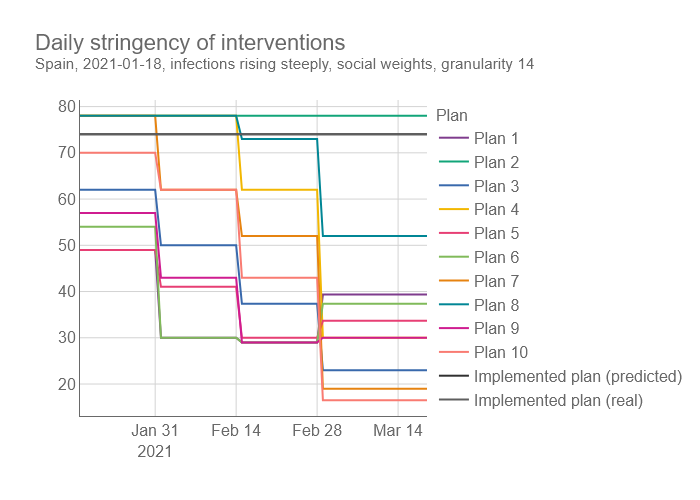 Daily stringency of interventions
Spain, 2021-01-18, infections rising steeply, social weights, granularity 14
80
70
60
50
40
30
20
Jan 31
2021
Feb 14
Feb 28
Mar 14
Plan
Plan 1
Plan 2
Plan 3
Plan 4
Plan 5
Plan 6
Plan 7
Plan 8
Plan 9
Plan 10
Implemented plan (predicted)
Implemented plan (real)